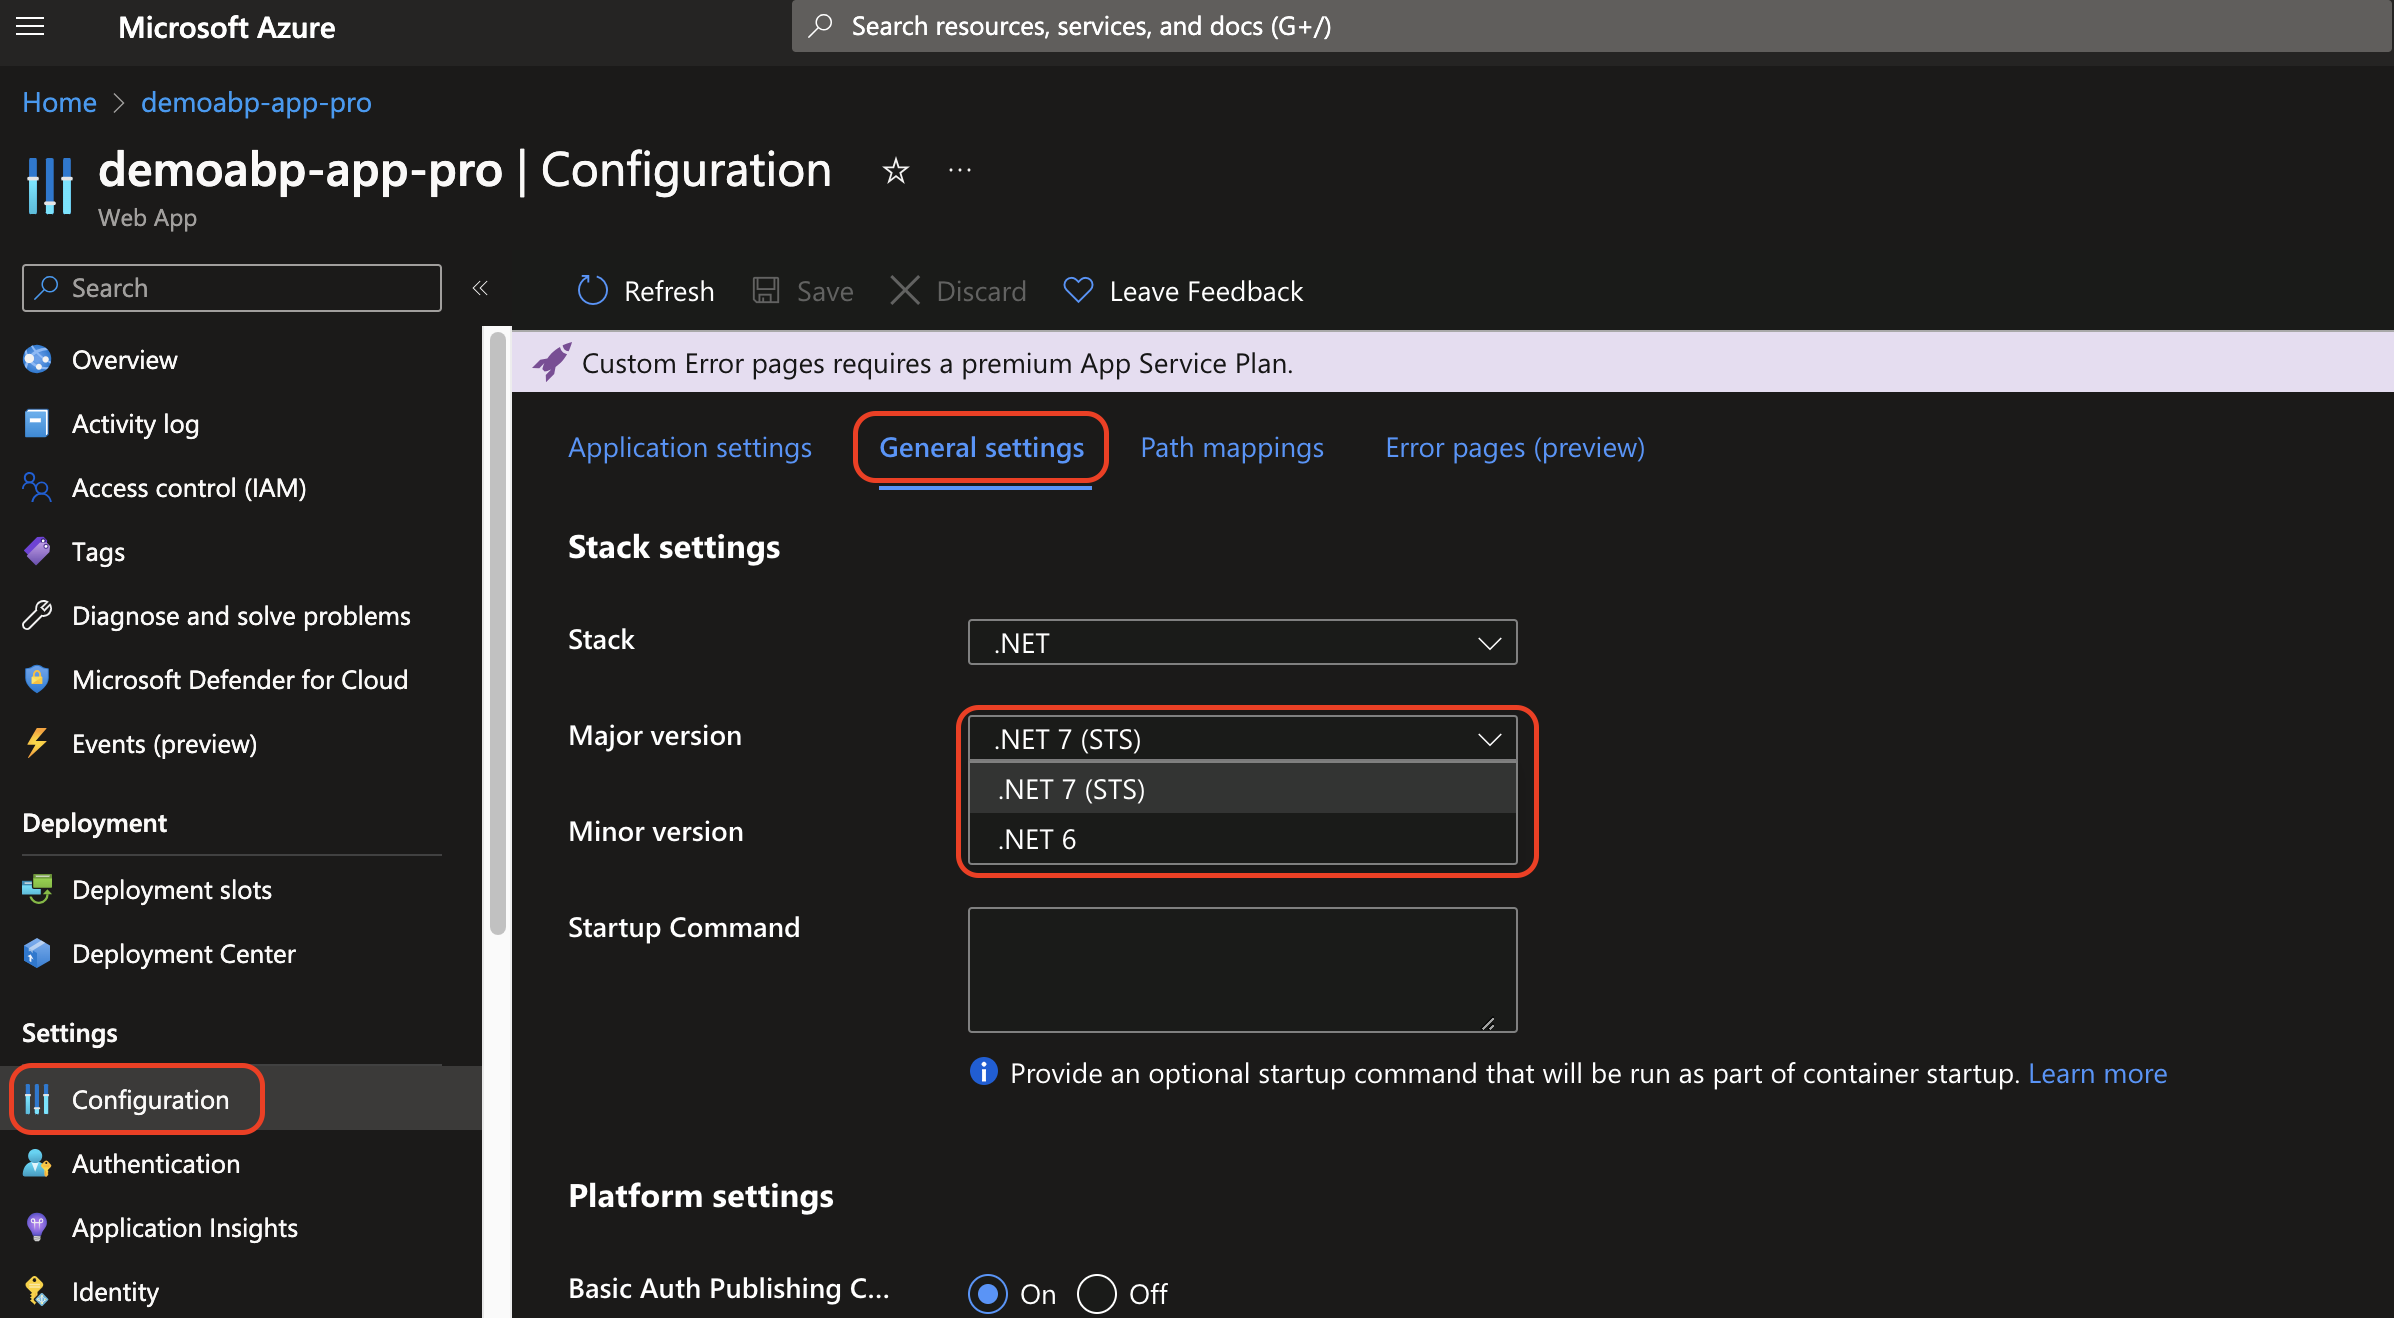 Microsoft Azure
Search resources, services, and docs (G+/)
Home > demoabp-app-pro
demoabp-app-pro | Configuration
Web App
Search
Refresh
Save
Discard
Leave Feedback
Overview
Activity log
Access control (IAM)
Tags
Diagnose and solve problems
Microsoft Defender for Cloud
Events (preview)
Deployment
Deployment slots
Deployment Center
Settings
Configuration
Authentication
Application Insights
Identity
Custom Error pages requires a premium App Service Plan.
Application settings
General settings
Path mappings
Error pages (preview)
Stack settings
Stack
.NET
Major version
.NET 7 (STS)
.NET 7 (STS)
.NET 6
Minor version
Startup Command
Provide an optional startup command that will be run as part of container startup. Learn more
Platform settings
Basic Auth Publishing C...
On
Off